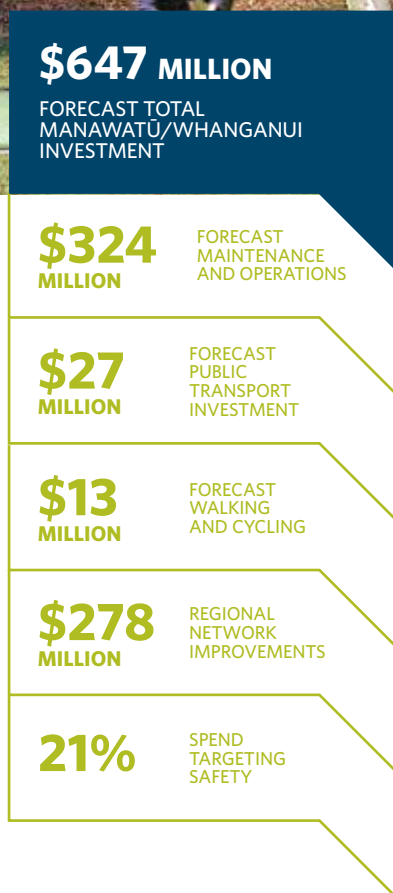 $647 MILLION
FORECAST TOTAL
MANAWATŪ/WHANGANUI
INVESTMENT
$324
MILLION
FORECAST
MAINTENANCE
AND OPERATIONS
$27
MILLION
FORECAST
PUBLIC
TRANSPORT
INVESTMENT
$13
MILLION
FORECAST
WALKING
AND CYCLING
$278
MILLION
REGIONAL
NETWORK
IMPROVEMENTS
21%
SPEND
TARGETING
SAFETY